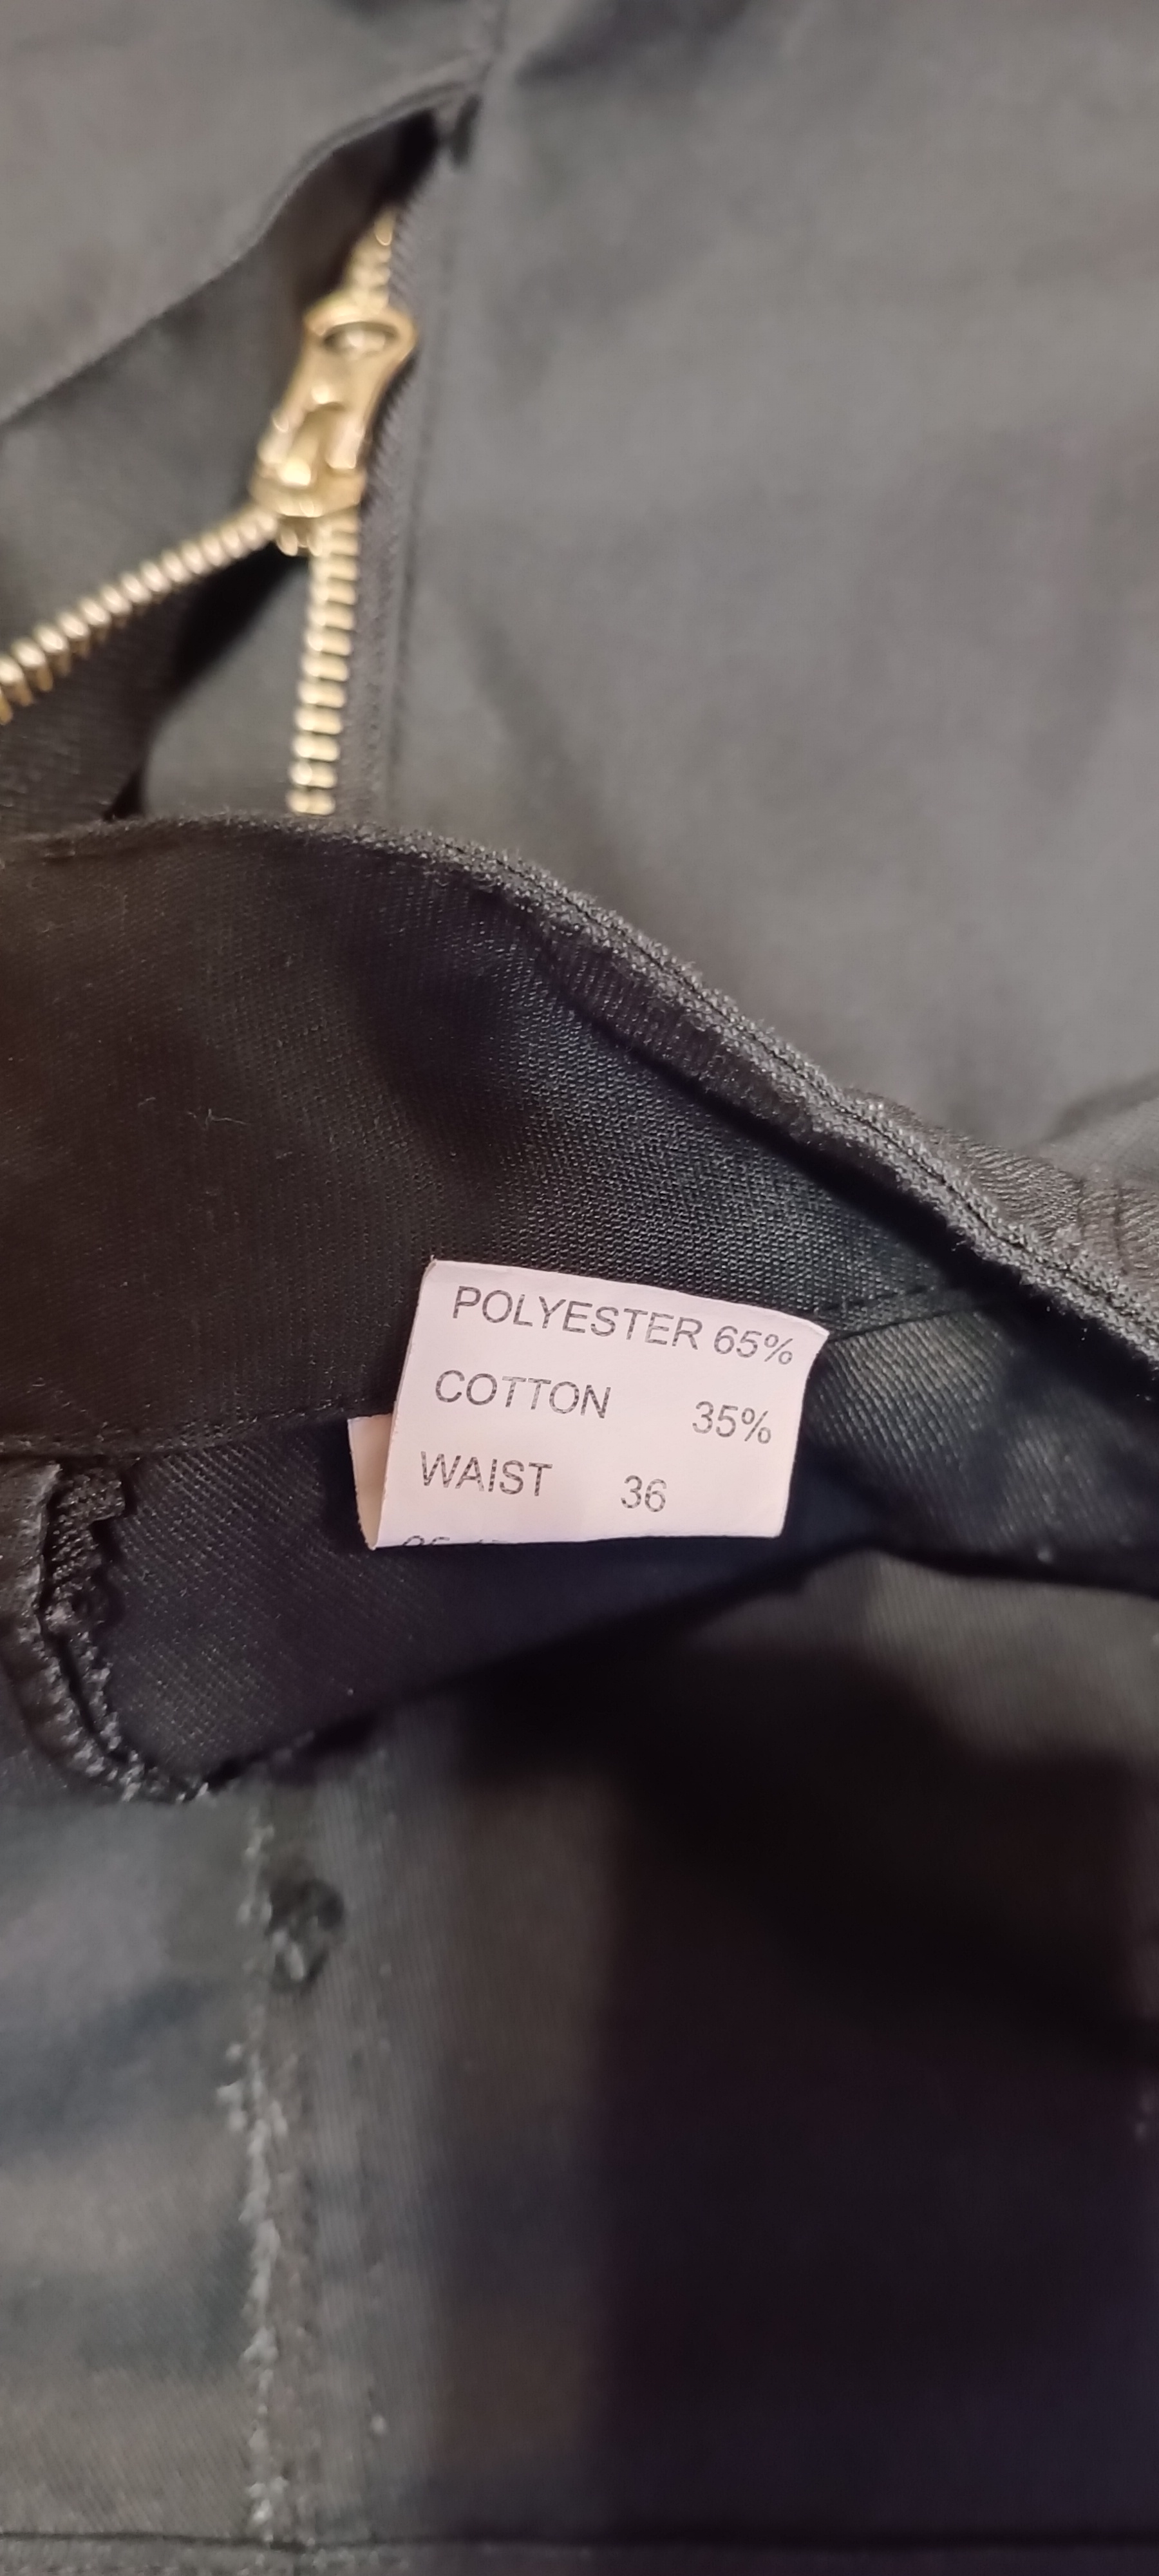 POLYESTER 65%
COTTON 35%
WAIST 36